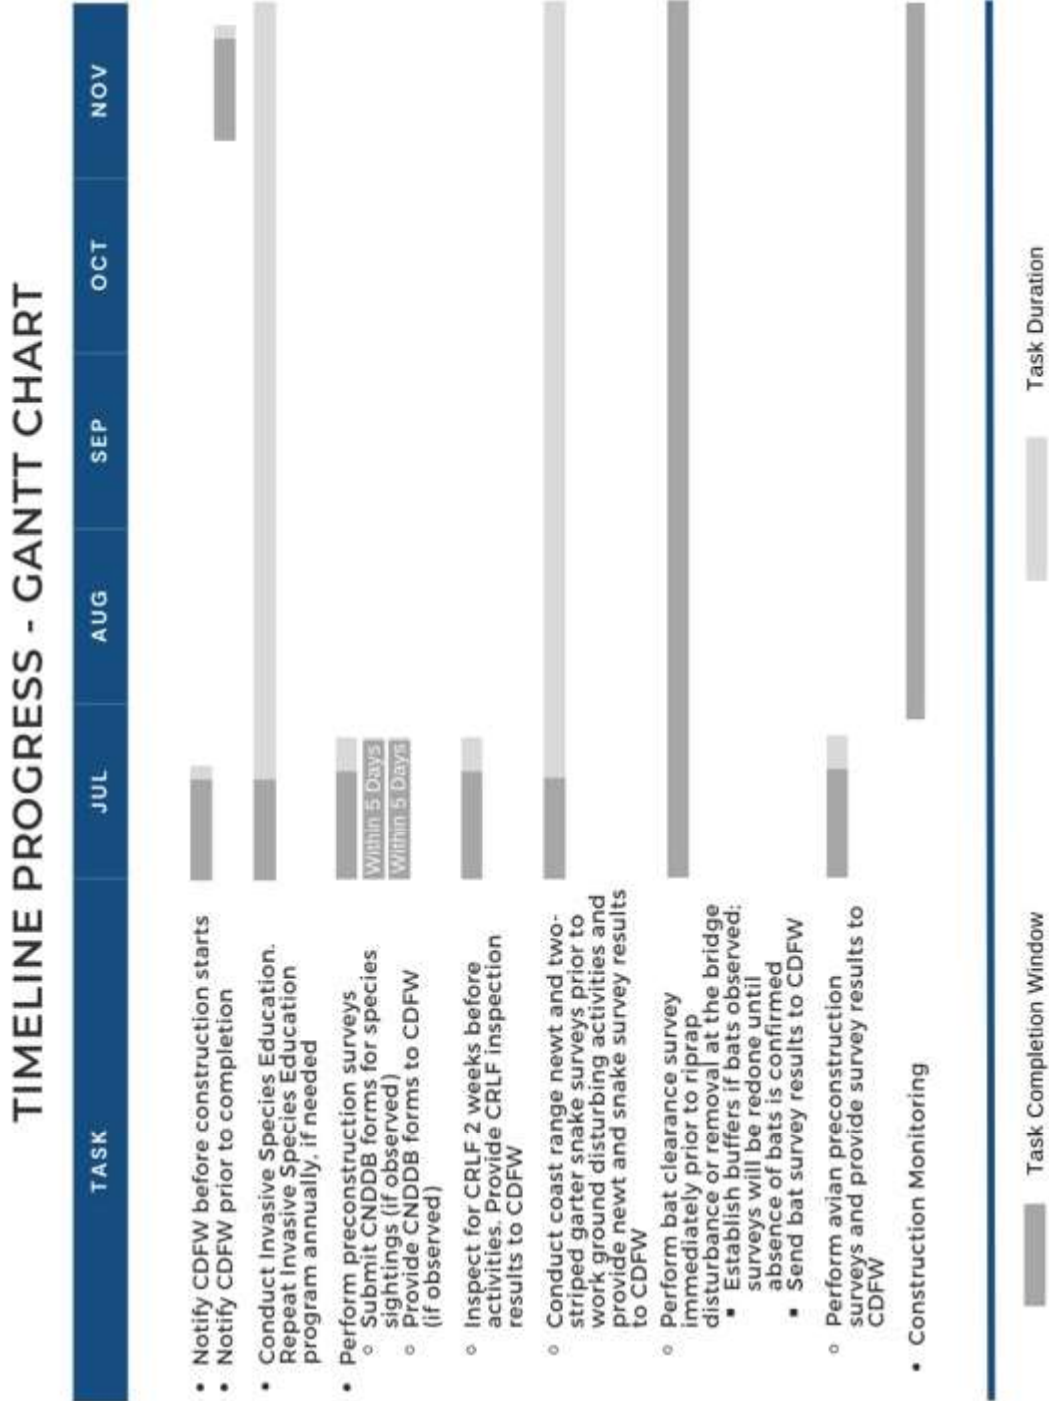 TIMELINE PROGRESS - GANTT CHART
TASK JUL AUG SEP OCT NOV
• Notify CDFW before construction starts
• Notify CDFW prior to completion
• Conduct Invasive Species Education.
Repeat Invasive Species Education
program annually, if needed
• Perform preconstruction surveys
○ Submit CNDDB forms for species
sightings (if observed)
Within 5 Days
○ Provide CNDDB forms to CDFW
(if observed)
Within 5 Days
○ Inspect for CRLF 2 weeks before
activities. Provide CRLF inspection
results to CDFW
○ Conduct coast range newt and two-
striped garter snake surveys prior to
work ground disturbing activities and
provide newt and snake survey results
to CDFW
○ Perform bat clearance survey
immediately prior to riprap
disturbance or removal at the bridge
▪ Establish buffers if bats observed;
surveys will be redone until
absence of bats is confirmed
▪ Send bat survey results to CDFW
○ Perform avian preconstruction
surveys and provide survey results to
CDFW
• Construction Monitoring
Task Completion Window
Task Duration